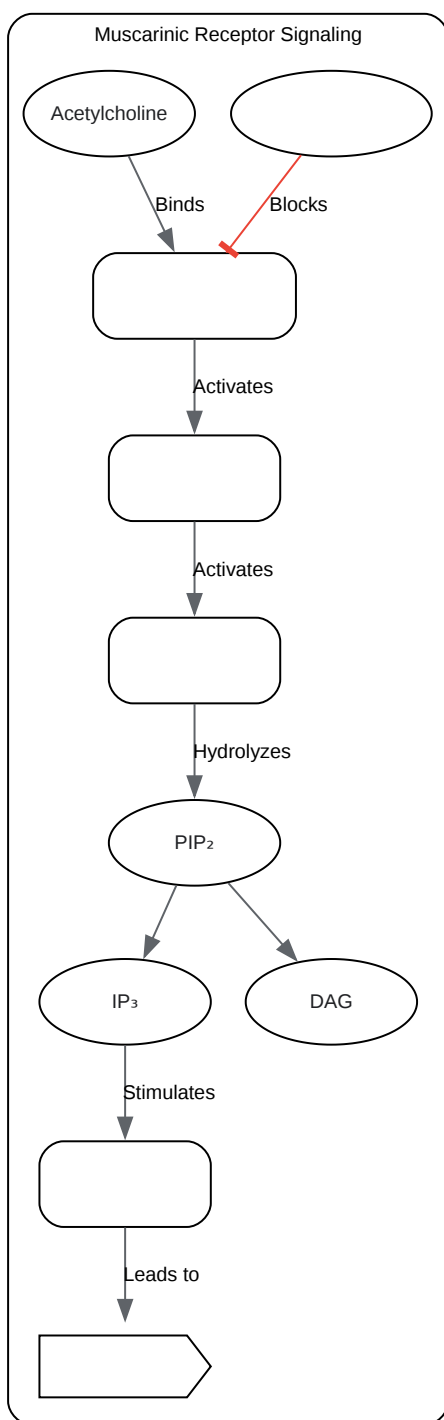 Muscarinic Receptor Signaling
Acetylcholine
Binds
Blocks
Activates
Activates
Hydrolyzes
PIP₂
IP₃
DAG
Stimulates
Leads to